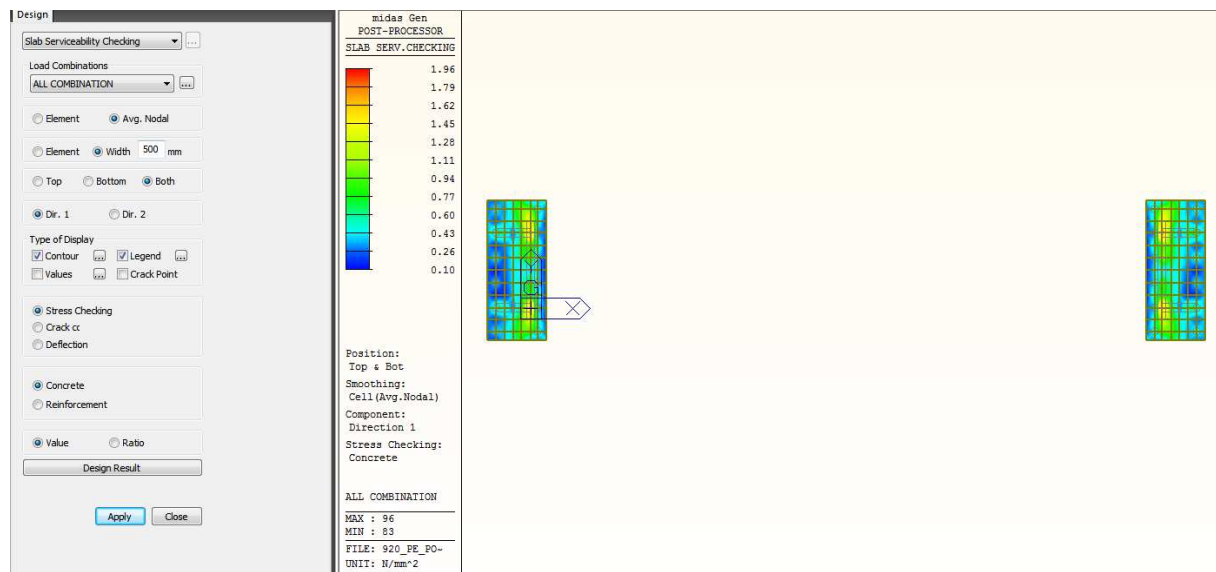 Design
Slab Serviceability Checking
...
Load Combinations
ALL COMBINATION
...
Element Avg. Nodal
Element Width 500 mm
Top Bottom Both
Dir. 1 Dir. 2
Type of Display
Contour ... Legend ...
Values ... Crack Point
Stress Checking
Crack cc
Deflection
Concrete
Reinforcement
Value Ratio
Design Result
Apply Close
midas Gen
POST-PROCESSOR
SLAB SERV.CHECKING
1.96
1.79
1.62
1.45
1.28
1.11
0.94
0.77
0.60
0.43
0.26
0.10
Position:
Top & Bot
Smoothing:
Cell(Avg.Nodal)
Component:
Direction 1
Stress Checking:
Concrete
ALL COMBINATION
MAX : 96
MIN : 83
FILE: 920_PE_PO~
UNIT: N/mm^2
G
X